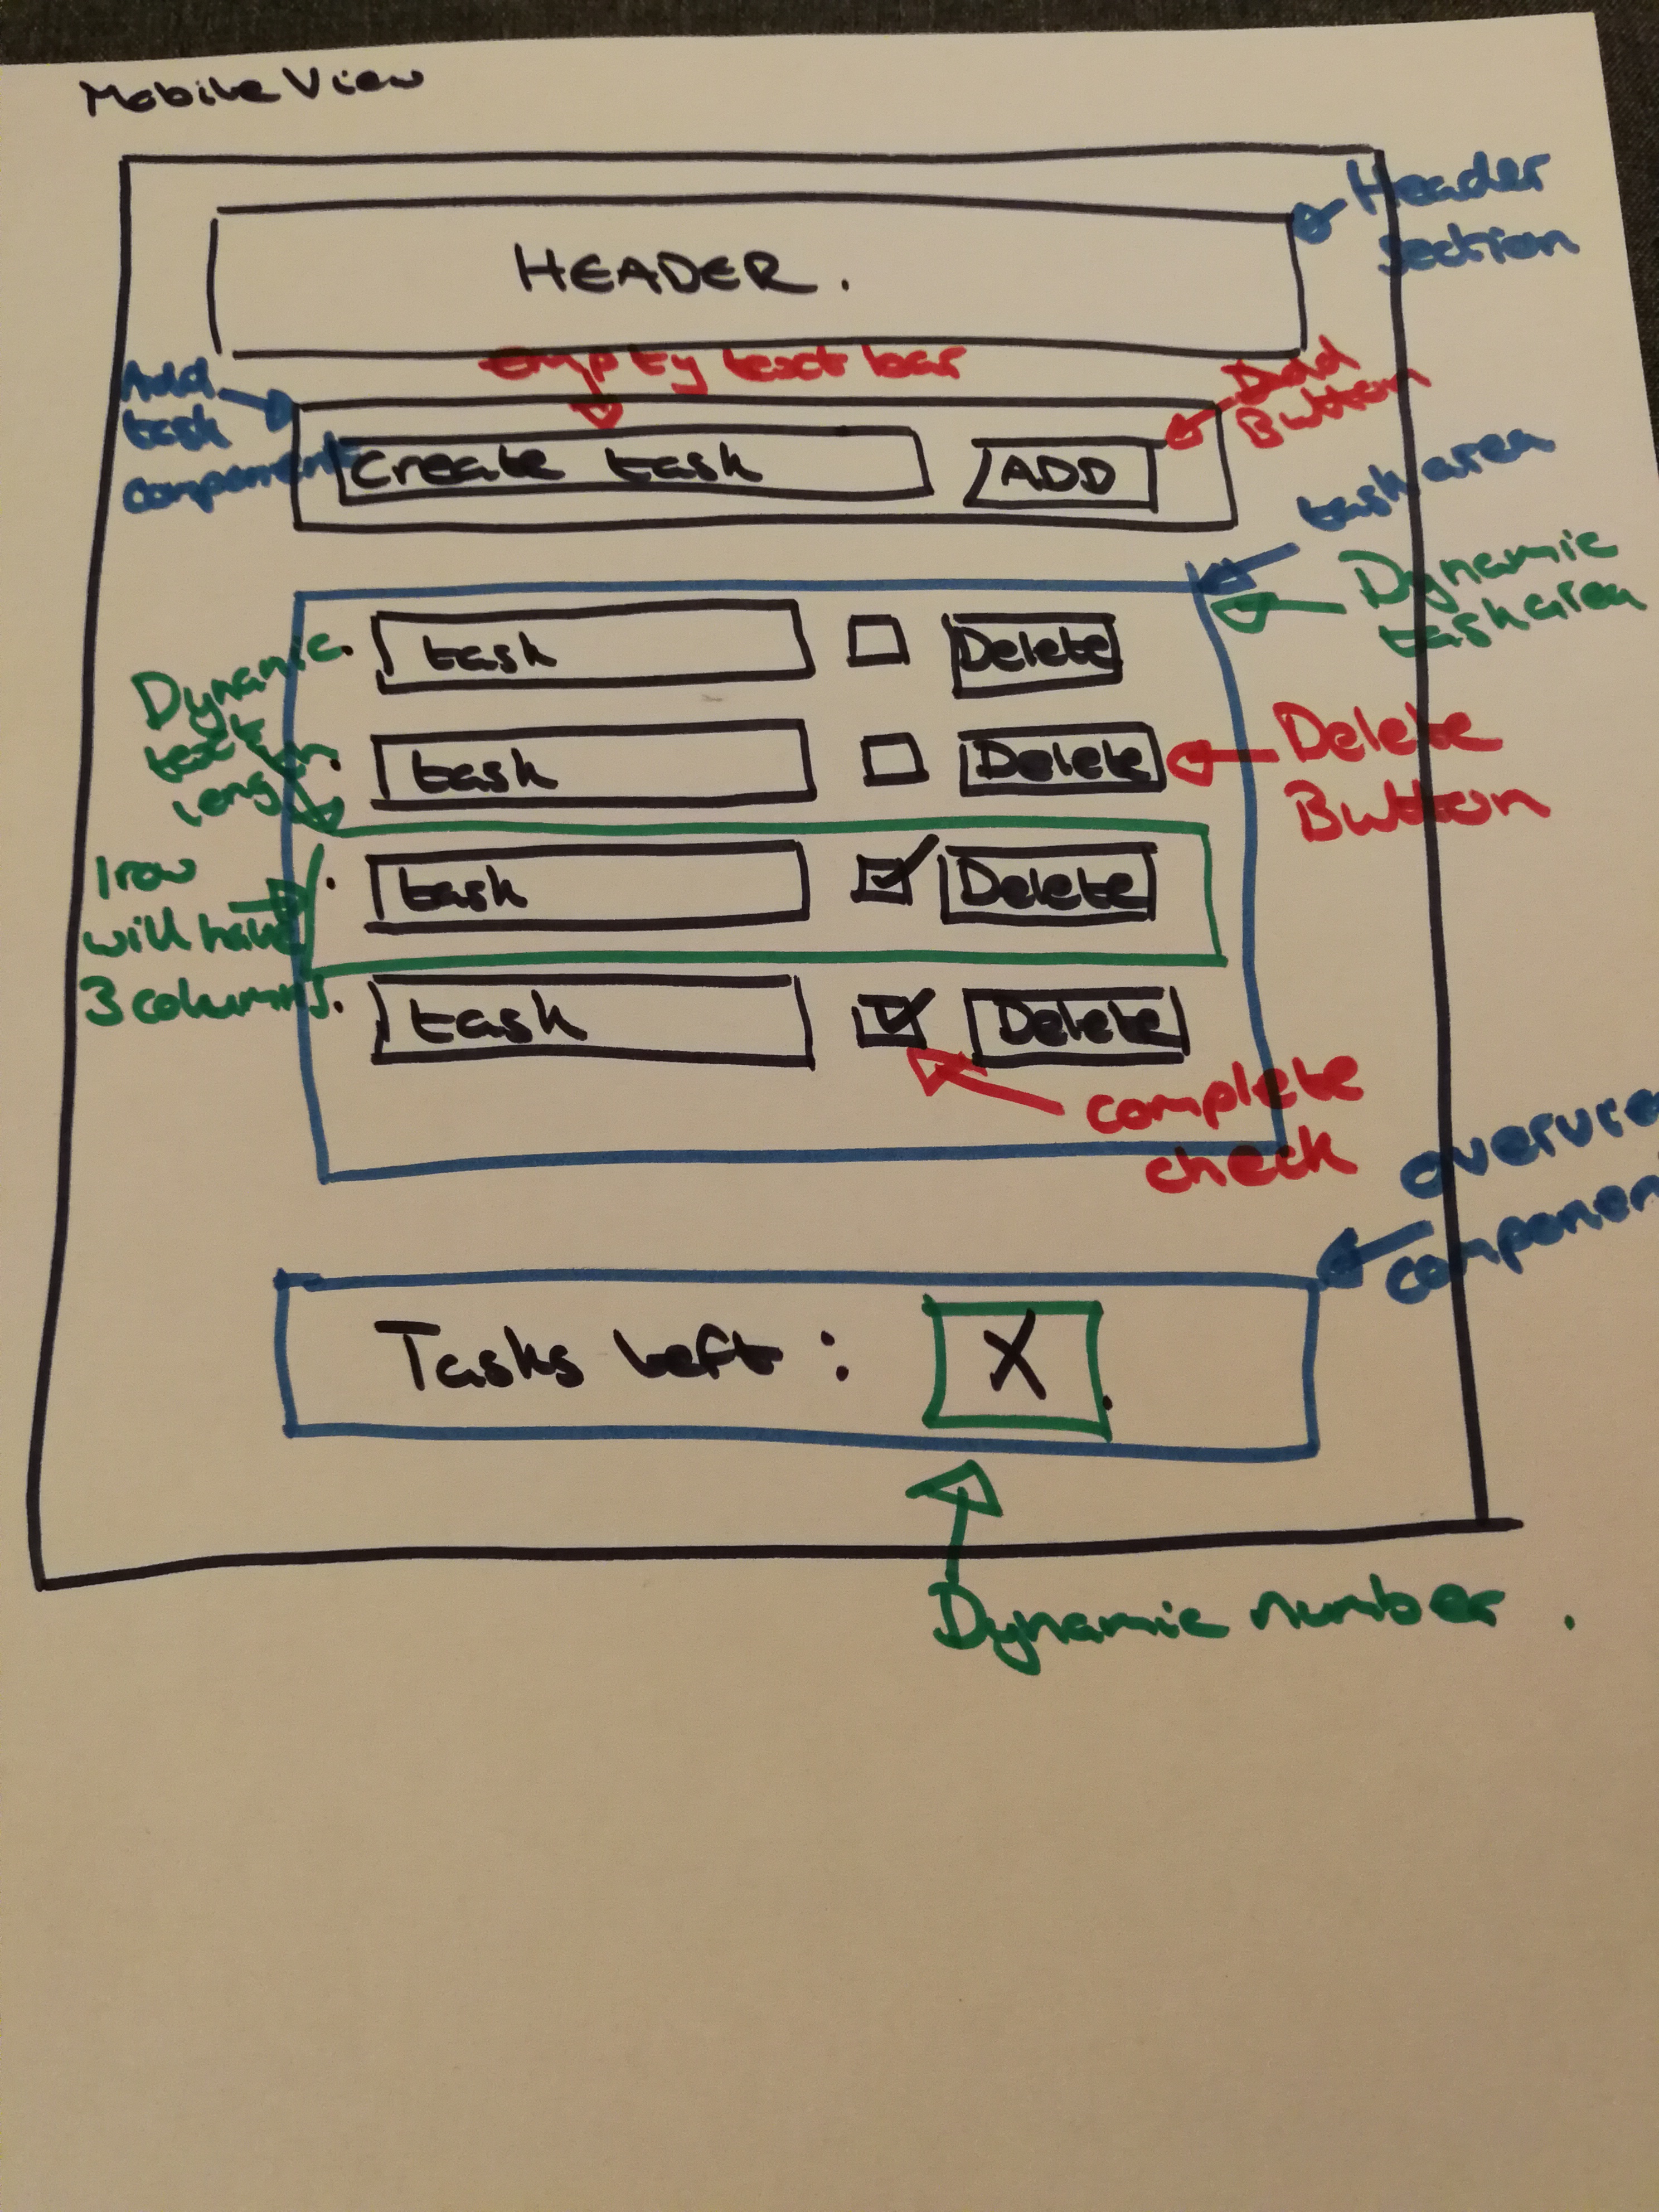 Mobile View
Header
section
HEADER.
empty text bar
Add
Button
Add
task
component
create task
ADD
task area
Dynamic
task area
Dynamic
text
length
task
Delete
task
Delete
Delete
Button
1 row
will have
3 columns
task
Delete
task
Delete
complete
check
component
Tasks left :
X
Dynamic number.